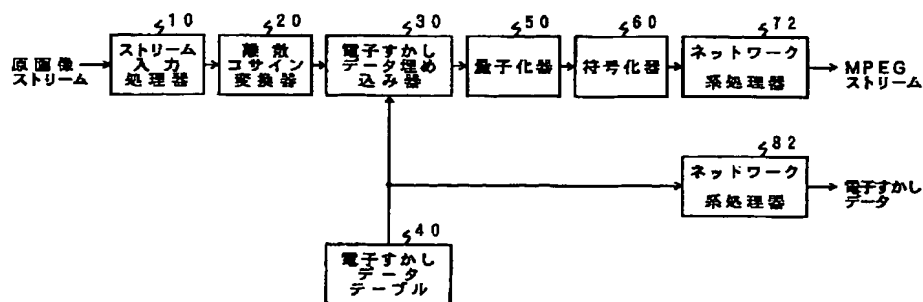 10
20
30
50
60
72
原画像
ストリーム
ストリーム
入力
処理器
離散
コサイン
変換器
電子すかし
データ埋め
込み器
量子化器
符号化器
ネットワーク
系処理器
MPEG
ストリーム
82
ネットワーク
系処理器
電子すかし
データ
40
電子すかし
データ
テーブル